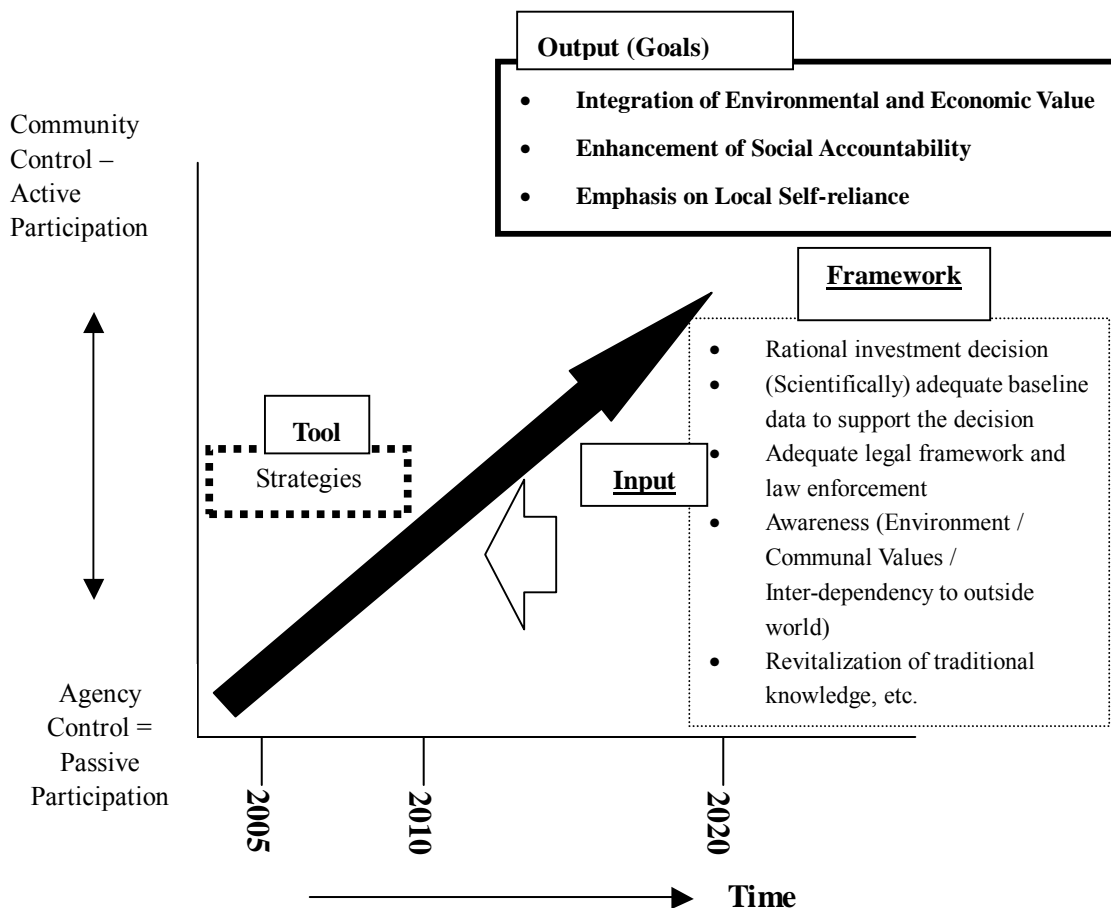 Output (Goals)
• Integration of Environmental and Economic Value
• Enhancement of Social Accountability
• Emphasis on Local Self-reliance
Community
Control –
Active
Participation
Framework
• Rational investment decision
• (Scientifically) adequate baseline
data to support the decision
• Adequate legal framework and
law enforcement
• Awareness (Environment /
Communal Values /
Inter-dependency to outside
world)
• Revitalization of traditional
knowledge, etc.
Tool
Strategies
Input
Agency
Control =
Passive
Participation
2005
2010
2020
Time